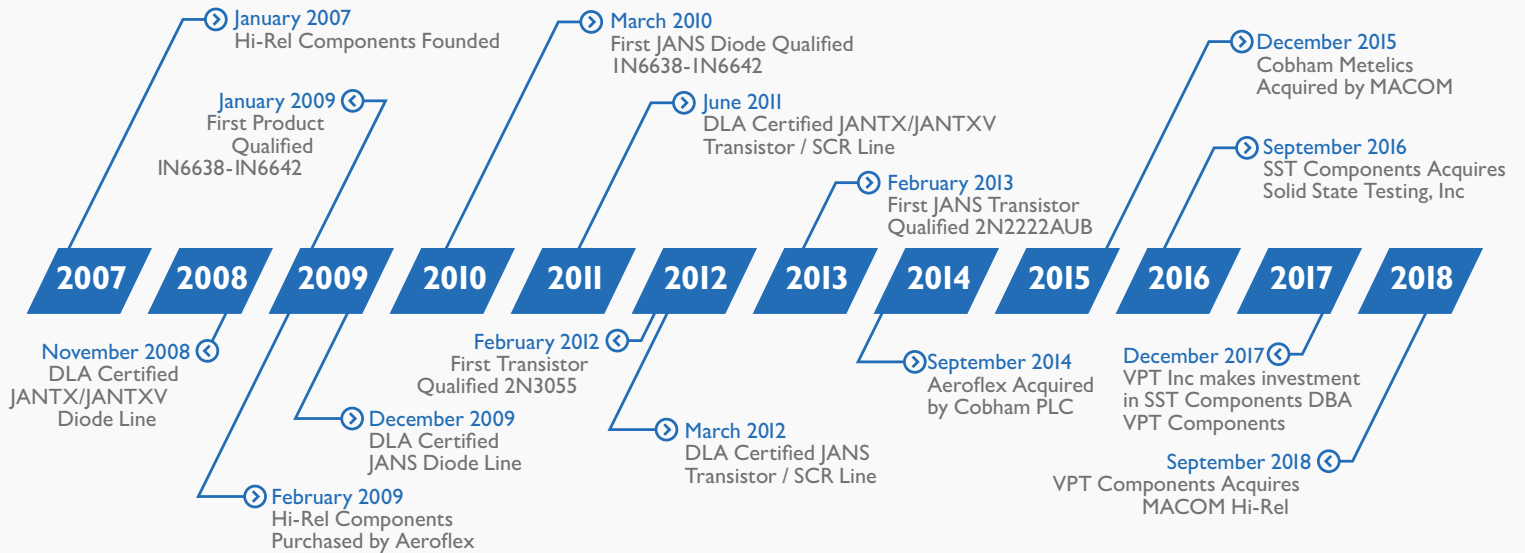 January 2007
Hi-Rel Components Founded
January 2009
First Product
Qualified
1N6638-1N6642
March 2010
First JANS Diode Qualified
1N6638-1N6642
June 2011
DLA Certified JANTX/JANTXV
Transistor / SCR Line
February 2013
First JANS Transistor
Qualified 2N2222AUB
December 2015
Cobham Metelics
Acquired by MACOM
September 2016
SST Components Acquires
Solid State Testing, Inc
2007
2008
2009
2010
2011
2012
2013
2014
2015
2016
2017
2018
November 2008
DLA Certified
JANTX/JANTXV
Diode Line
February 2009
Hi-Rel Components
Purchased by Aeroflex
December 2009
DLA Certified
JANS Diode Line
February 2012
First Transistor
Qualified 2N3055
March 2012
DLA Certified JANS
Transistor / SCR Line
September 2014
Aeroflex Acquired
by Cobham PLC
December 2017
VPT Inc makes investment
in SST Components DBA
VPT Components
September 2018
VPT Components Acquires
MACOM Hi-Rel